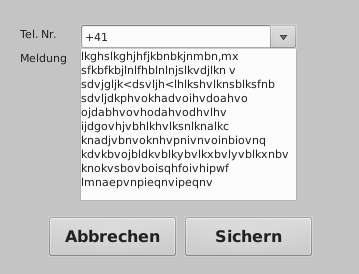 Tel. Nr.
+41
Meldung
lkghslkghjhfjkbnbkjnmbn,mx
sfkbfkbjlnlfhblnlnjslkvdjlkn v
sdvjgljk<dsvljh<lhlkshvlknsblksfnb
sdvljdkphvokhadvoihvdoahvo
ojdabhvovhodahvodhvlhv
ijdgovhjvbhlkhvlksnlknalkc
knadjvbnvoknhvpnivnvoinbiovnq
kdvkbvojbldkvblkybvlkxbvlyvblkxnbv
knokvsbovboisqhfoivhipwf
lmnaepvnpieqnvipeqnv
Abbrechen
Sichern